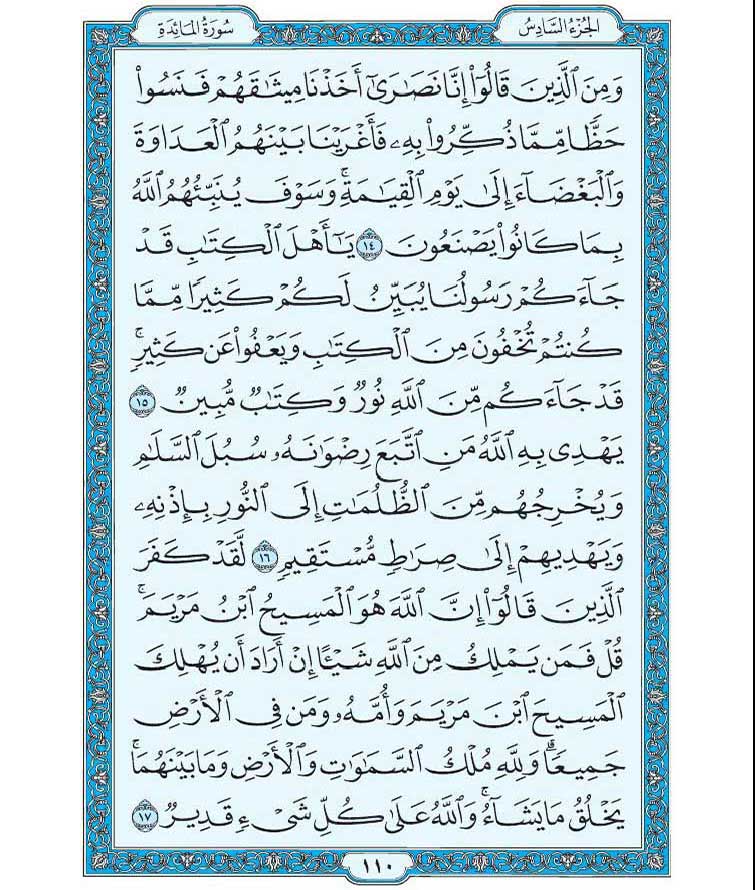 الجُزْءُ السَّادِسُ
سُورَةُ المَائِدَةِ
وَمِنَ ٱلَّذِينَ قَالُوٓا۟ إِنَّا نَصَٰرَىٰٓ أَخَذْنَا مِيثَٰقَهُمْ فَنَسُوا۟
حَظًّا مِّمَّا ذُكِّرُوا۟ بِهِۦ فَأَغْرَيْنَا بَيْنَهُمُ ٱلْعَدَاوَةَ
وَٱلْبَغْضَآءَ إِلَىٰ يَوْمِ ٱلْقِيَٰمَةِ ۚ وَسَوْفَ يُنَبِّئُهُمُ ٱللَّهُ
بِمَا كَانُوا۟ يَصْنَعُونَ ١٤ يَٰٓأَهْلَ ٱلْكِتَٰبِ قَدْ
جَآءَكُمْ رَسُولُنَا يُبَيِّنُ لَكُمْ كَثِيرًا مِّمَّا
كُنتُمْ تُخْفُونَ مِنَ ٱلْكِتَٰبِ وَيَعْفُوا۟ عَن كَثِيرٍ ۚ
قَدْ جَآءَكُم مِّنَ ٱللَّهِ نُورٌ وَكِتَٰبٌ مُّبِينٌ ١٥
يَهْدِى بِهِ ٱللَّهُ مَنِ ٱتَّبَعَ رِضْوَٰنَهُۥ سُبُلَ ٱلسَّلَٰمِ
وَيُخْرِجُهُم مِّنَ ٱلظُّلُمَٰتِ إِلَى ٱلنُّورِ بِإِذْنِهِۦ
وَيَهْدِيهِمْ إِلَىٰ صِرَٰطٍ مُّسْتَقِيمٍ ١٦ لَّقَدْ كَفَرَ
ٱلَّذِينَ قَالُوٓا۟ إِنَّ ٱللَّهَ هُوَ ٱلْمَسِيحُ ٱبْنُ مَرْيَمَ ۚ
قُلْ فَمَن يَمْلِكُ مِنَ ٱللَّهِ شَيْـًٔا إِنْ أَرَادَ أَن يُهْلِكَ
ٱلْمَسِيحَ ٱبْنَ مَرْيَمَ وَأُمَّهُۥ وَمَن فِى ٱلْأَرْضِ
جَمِيعًا ۗ وَلِلَّهِ مُلْكُ ٱلسَّمَٰوَٰتِ وَٱلْأَرْضِ وَمَا بَيْنَهُمَا ۚ
يَخْلُقُ مَا يَشَآءُ ۚ وَٱللَّهُ عَلَىٰ كُلِّ شَىْءٍ قَدِيرٌ ١٧
١١٠